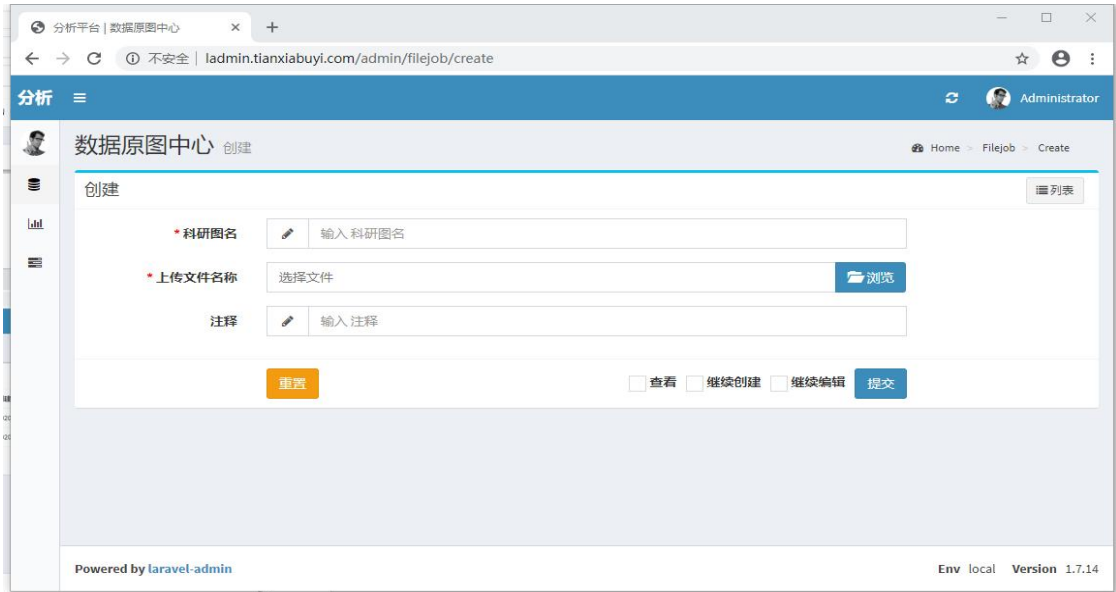 分析平台 | 数据原图中心
不安全 | ladmin.tianxiabuyi.com/admin/filejob/create
分析 Administrator
数据原图中心 创建 Home > Filejob > Create
创建 列表
*科研图名 输入 科研图名
*上传文件名称 选择文件 浏览
注释 输入 注释
重置 查看 继续创建 继续编辑 提交
Powered by laravel-admin Env local Version 1.7.14